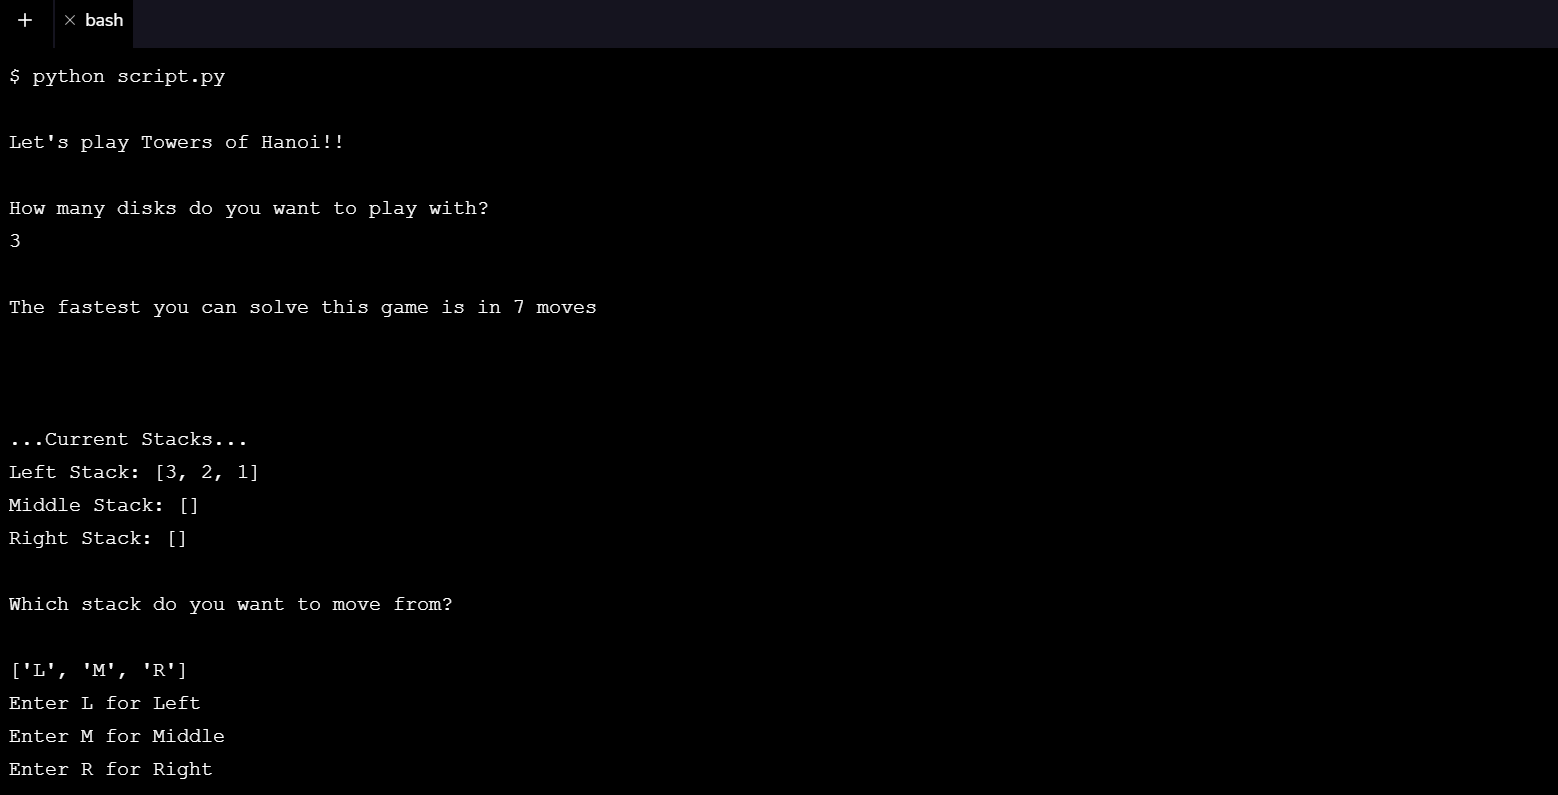 + × bash
$ python script.py
Let's play Towers of Hanoi!!
How many disks do you want to play with?
3
The fastest you can solve this game is in 7 moves
...Current Stacks...
Left Stack: [3, 2, 1]
Middle Stack: []
Right Stack: []
Which stack do you want to move from?
['L', 'M', 'R']
Enter L for Left
Enter M for Middle
Enter R for Right